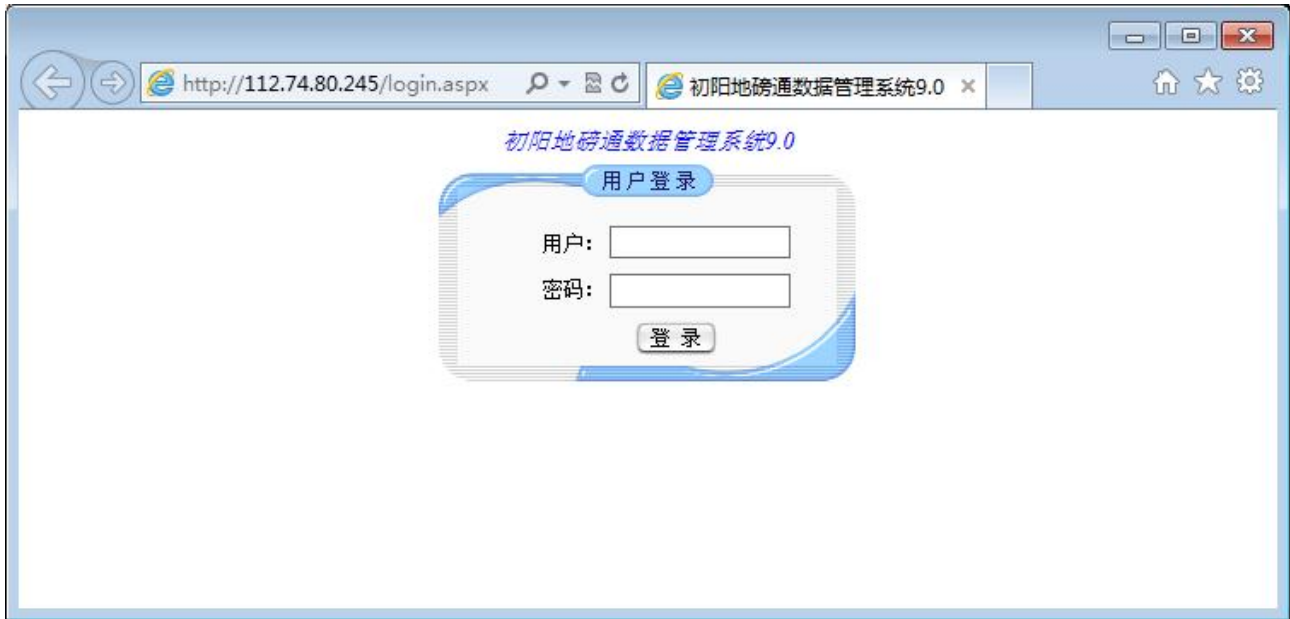 http://112.74.80.245/login.aspx
初阳地磅通数据管理系统9.0
初阳地磅通数据管理系统9.0
用户登录
用户:
密码:
登 录